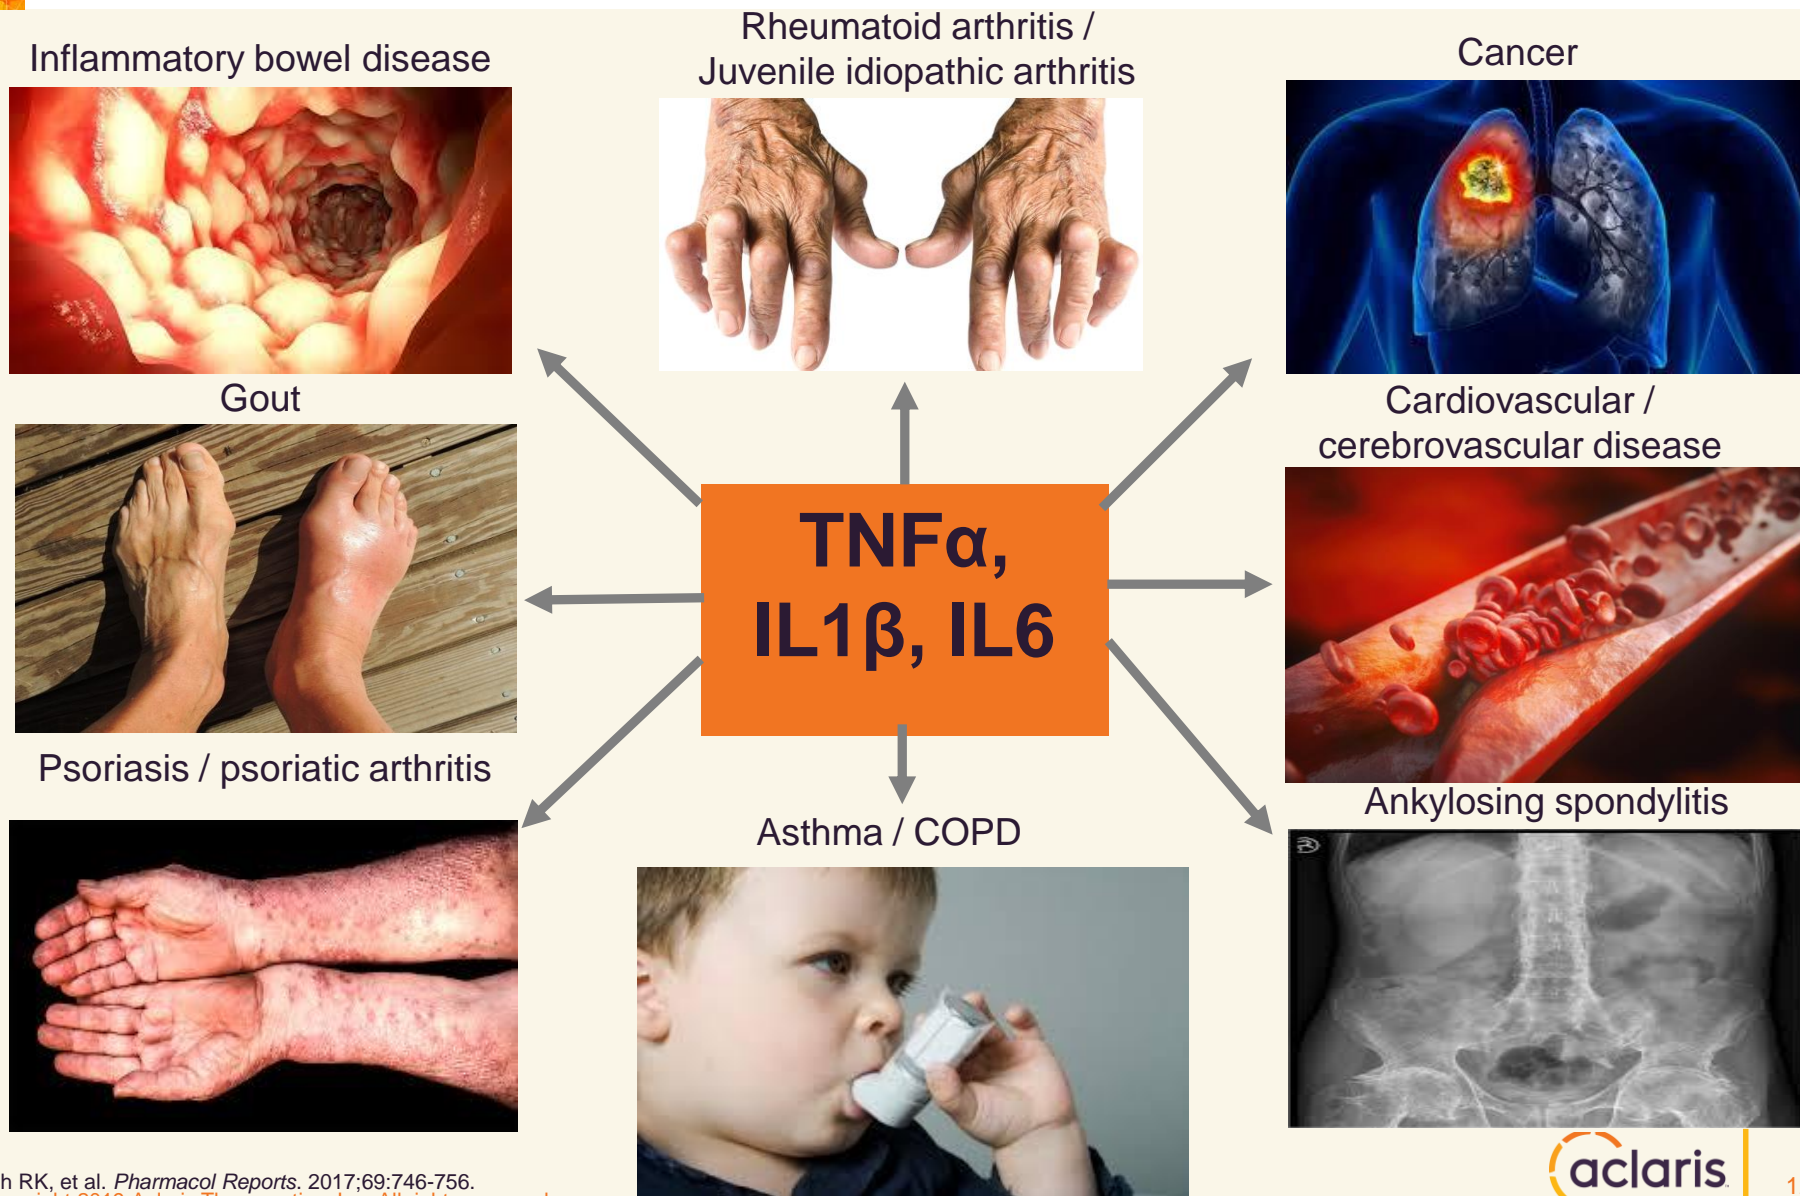 Inflammatory bowel disease
Rheumatoid arthritis /
Juvenile idiopathic arthritis
Cancer
Gout
Cardiovascular /
cerebrovascular disease
TNFα,
IL1β, IL6
Psoriasis / psoriatic arthritis
Asthma / COPD
Ankylosing spondylitis
h RK, et al. Pharmacol Reports. 2017;69:746-756.
aclaris
1